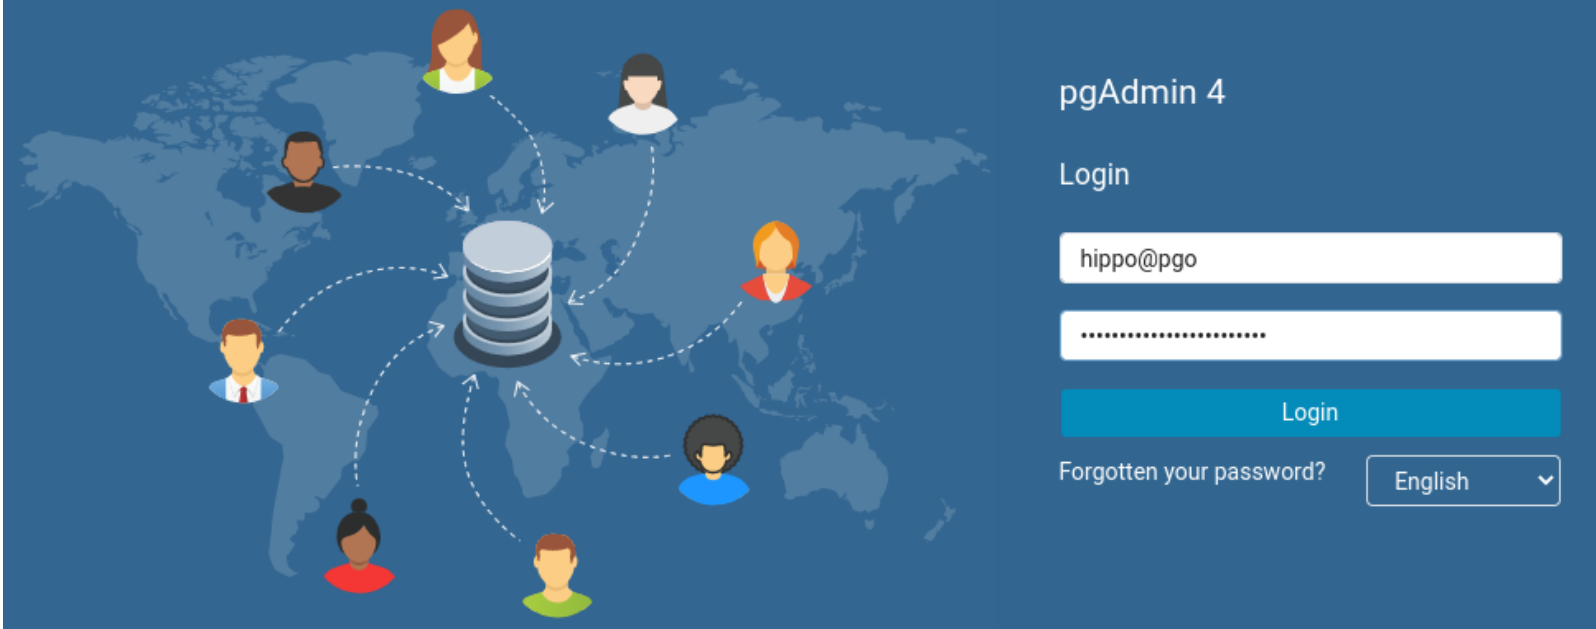 pgAdmin 4
Login
hippo@pgo
••••••••••••••••••••••••
Login
Forgotten your password?
English